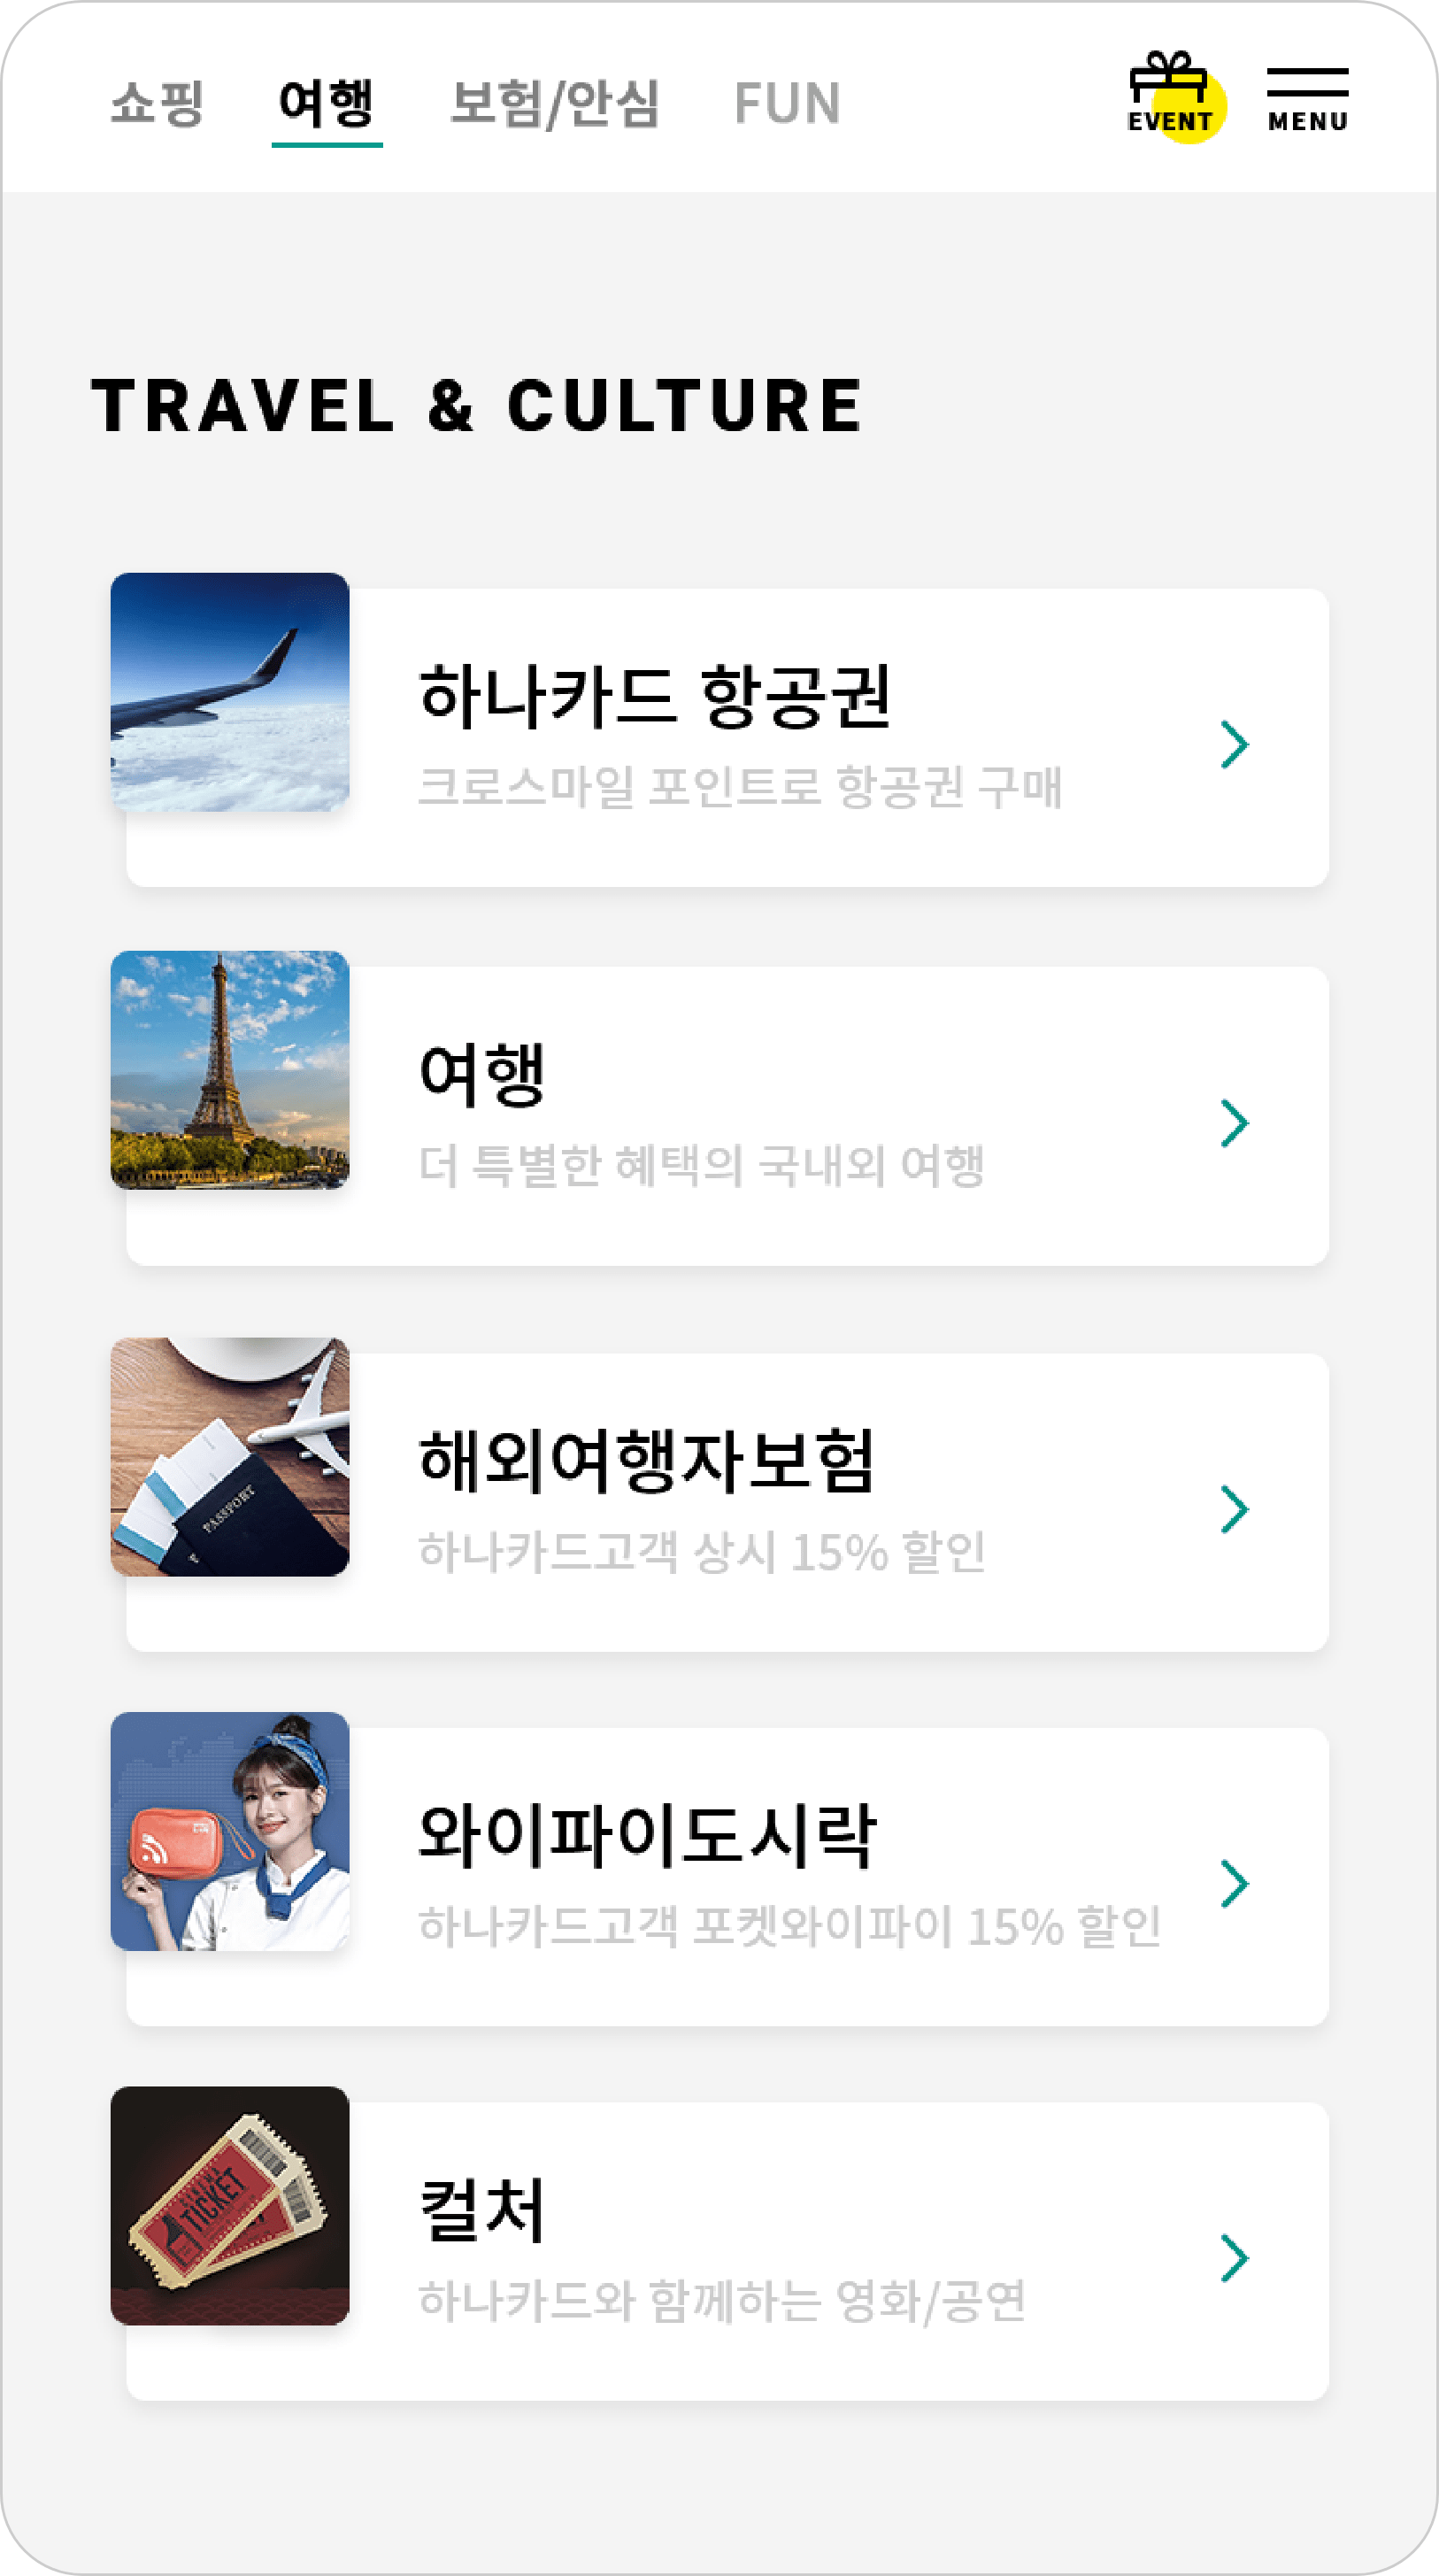 쇼핑 여행 보험/안심 FUN EVENT MENU
TRAVEL & CULTURE
하나카드 항공권
크로스마일 포인트로 항공권 구매
여행
더 특별한 혜택의 국내외 여행
PASSPORT
해외여행자보험
하나카드고객 상시 15% 할인
와이파이도시락
하나카드고객 포켓와이파이 15% 할인
CINEMA
TICKET
컬처
하나카드와 함께하는 영화/공연